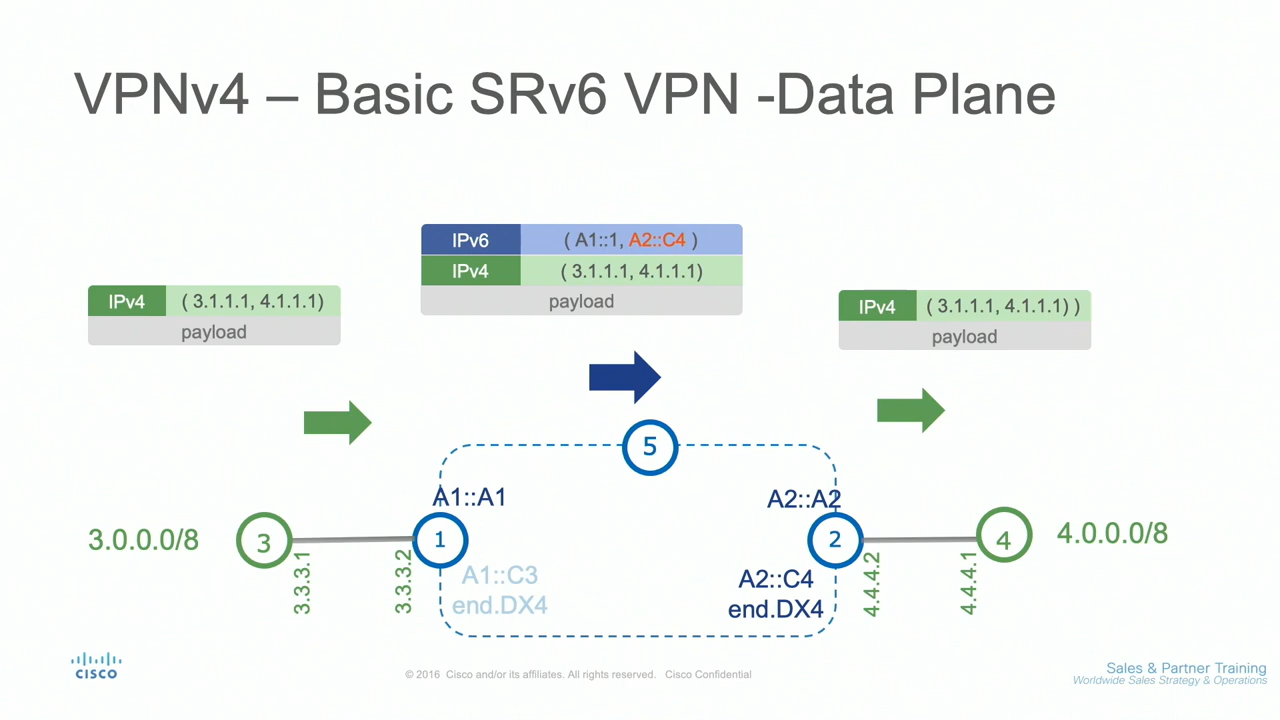 VPNv4 – Basic SRv6 VPN -Data Plane
IPv6 ( A1::1, A2::C4 )
IPv4 ( 3.1.1.1, 4.1.1.1)
payload
IPv4 ( 3.1.1.1, 4.1.1.1)
payload
IPv4 ( 3.1.1.1, 4.1.1.1) )
payload
5
A1::A1
A2::A2
3.0.0.0/8
3
1
2
4
4.0.0.0/8
3.3.3.1
3.3.3.2
A1::C3
end.DX4
A2::C4
end.DX4
4.4.4.2
4.4.4.1
CISCO
© 2016 Cisco and/or its affiliates. All rights reserved. Cisco Confidential
Sales & Partner Training
Worldwide Sales Strategy & Operations